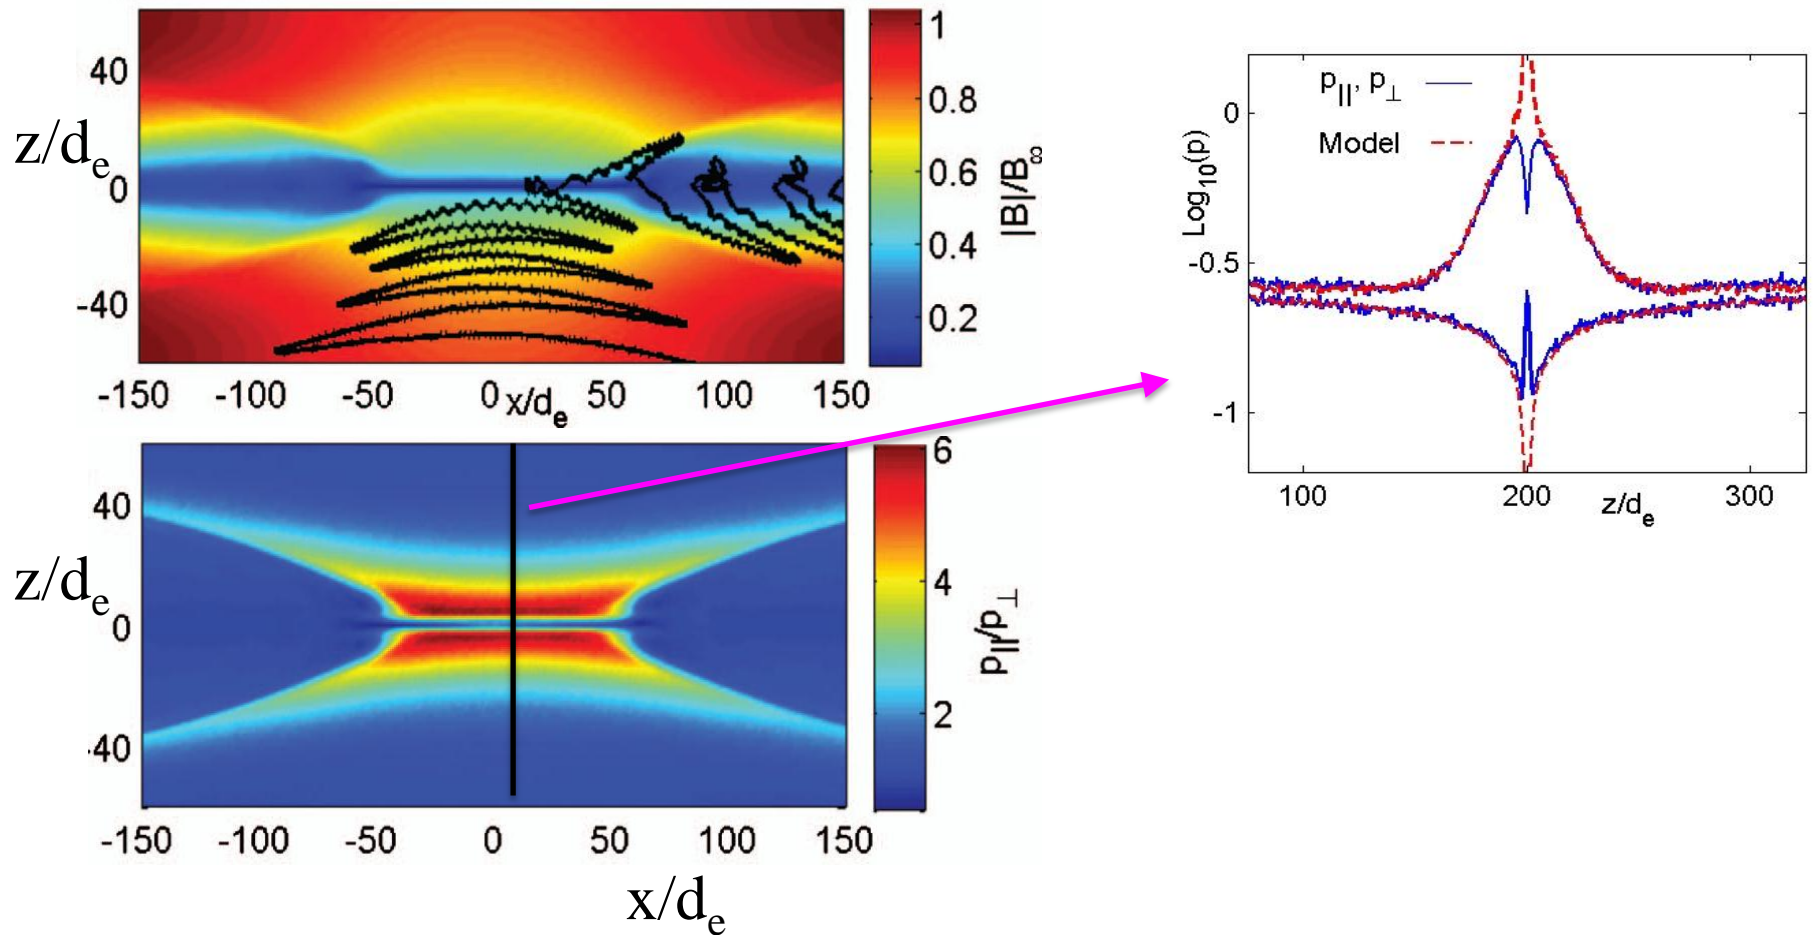 40
z/dₑ
0
-40
-150 -100 -50 0 x/dₑ 50 100 150
1
0.8
0.6
0.4
0.2
|B|/B∞
40
z/dₑ
0
40
-150 -100 -50 0 50 100 150
x/dₑ
6
4
2
p||/p⊥
p||, p⊥
Model
0
-0.5
-1
Log₁₀(p)
100 200 z/dₑ 300